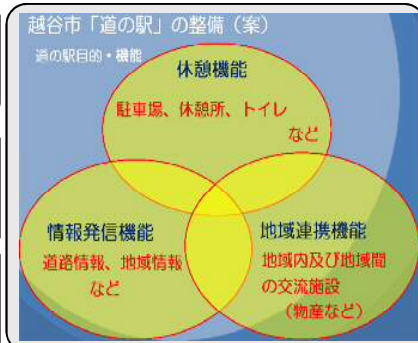 越谷市「道の駅」の整備（案）
道の駅目的・機能
休憩機能
駐車場、休憩所、トイレ
など
情報発信機能
道路情報、地域情報
など
地域連携機能
地域内及び地域間
の交流施設
（物産など）